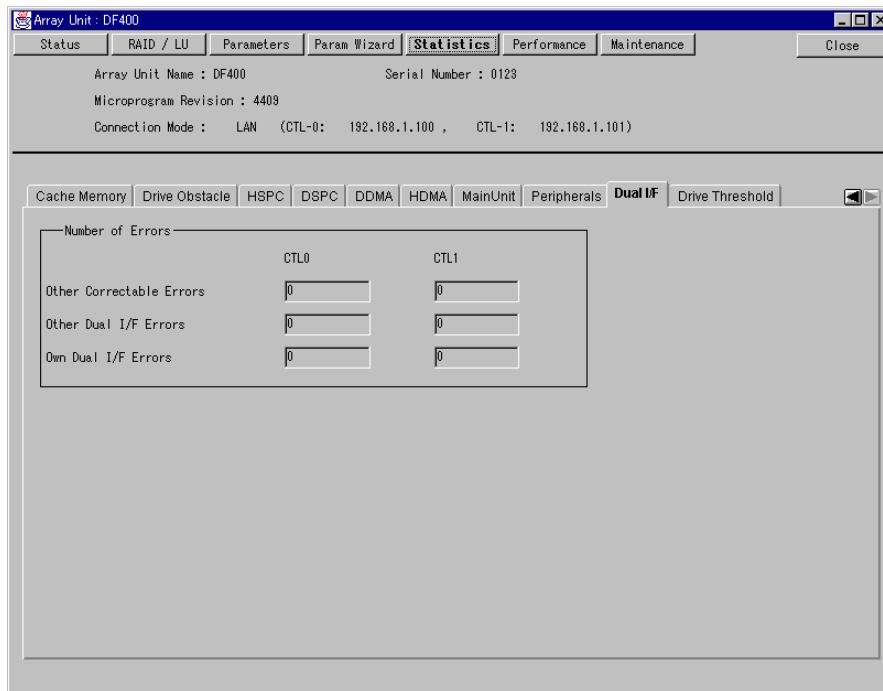 Array Unit : DF400
Status RAID / LU Parameters Param Wizard Statistics Performance Maintenance Close
Array Unit Name : DF400 Serial Number : 0123
Microprogram Revision : 4409
Connection Mode : LAN (CTL-0: 192.168.1.100 , CTL-1: 192.168.1.101)
Cache Memory Drive Obstacle HSPC DSPC DDMA HDMA MainUnit Peripherals Dual I/F Drive Threshold
Number of Errors
CTL0 CTL1
Other Correctable Errors 0 0
Other Dual I/F Errors 0 0
Own Dual I/F Errors 0 0